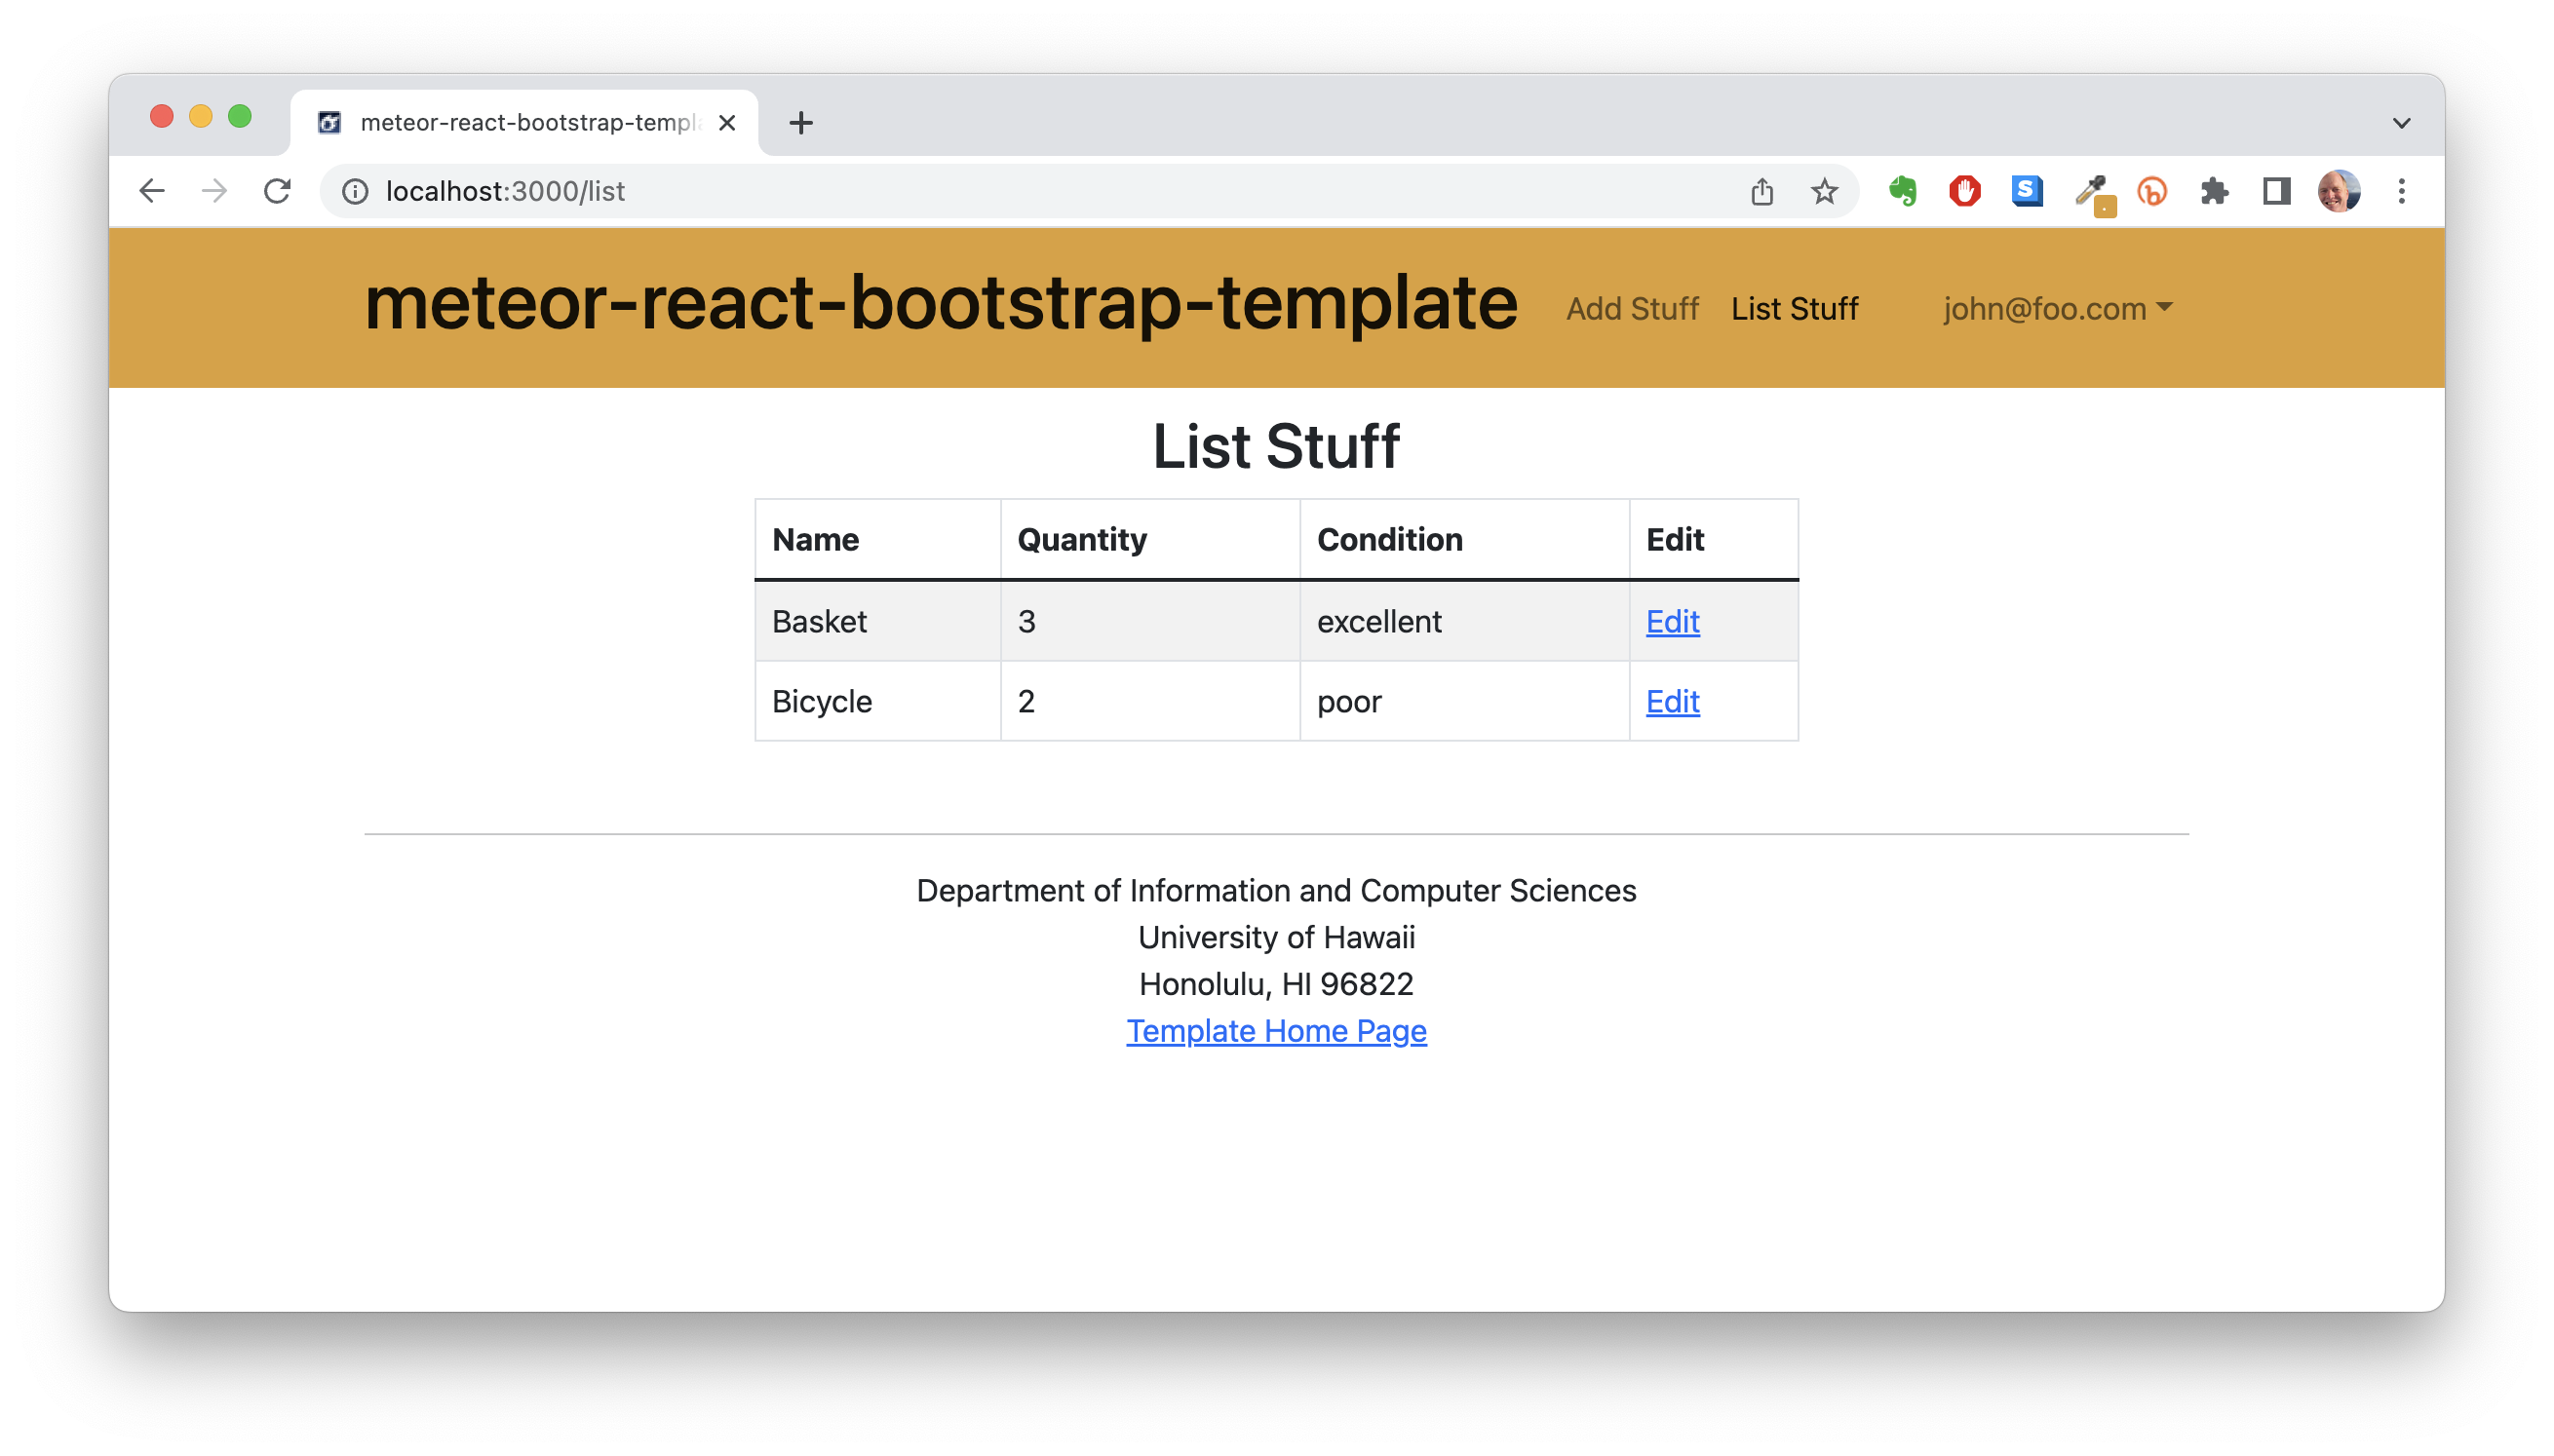 meteor-react-bootstrap-templ
localhost:3000/list
meteor-react-bootstrap-template Add Stuff List Stuff john@foo.com
List Stuff
Name Quantity Condition Edit
Basket 3 excellent Edit
Bicycle 2 poor Edit
Department of Information and Computer Sciences
University of Hawaii
Honolulu, HI 96822
Template Home Page